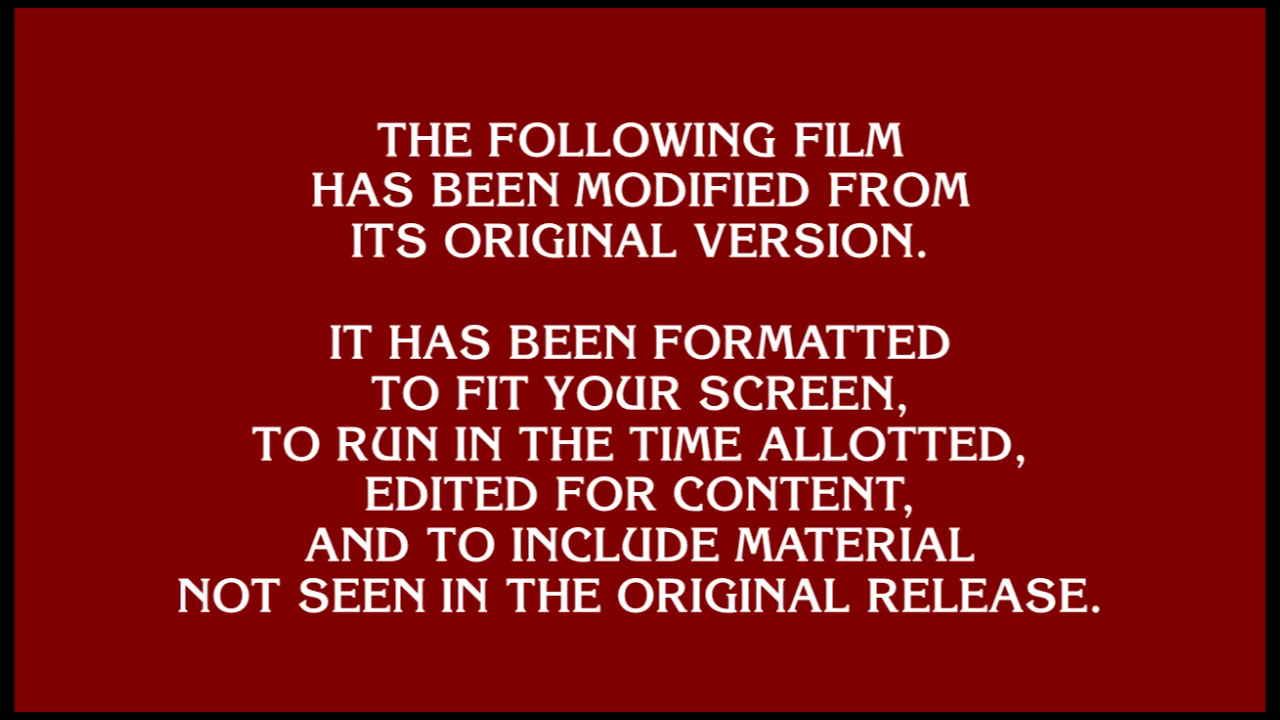 THE FOLLOWING FILM
HAS BEEN MODIFIED FROM
ITS ORIGINAL VERSION.
IT HAS BEEN FORMATTED
TO FIT YOUR SCREEN,
TO RUN IN THE TIME ALLOTTED,
EDITED FOR CONTENT,
AND TO INCLUDE MATERIAL
NOT SEEN IN THE ORIGINAL RELEASE.